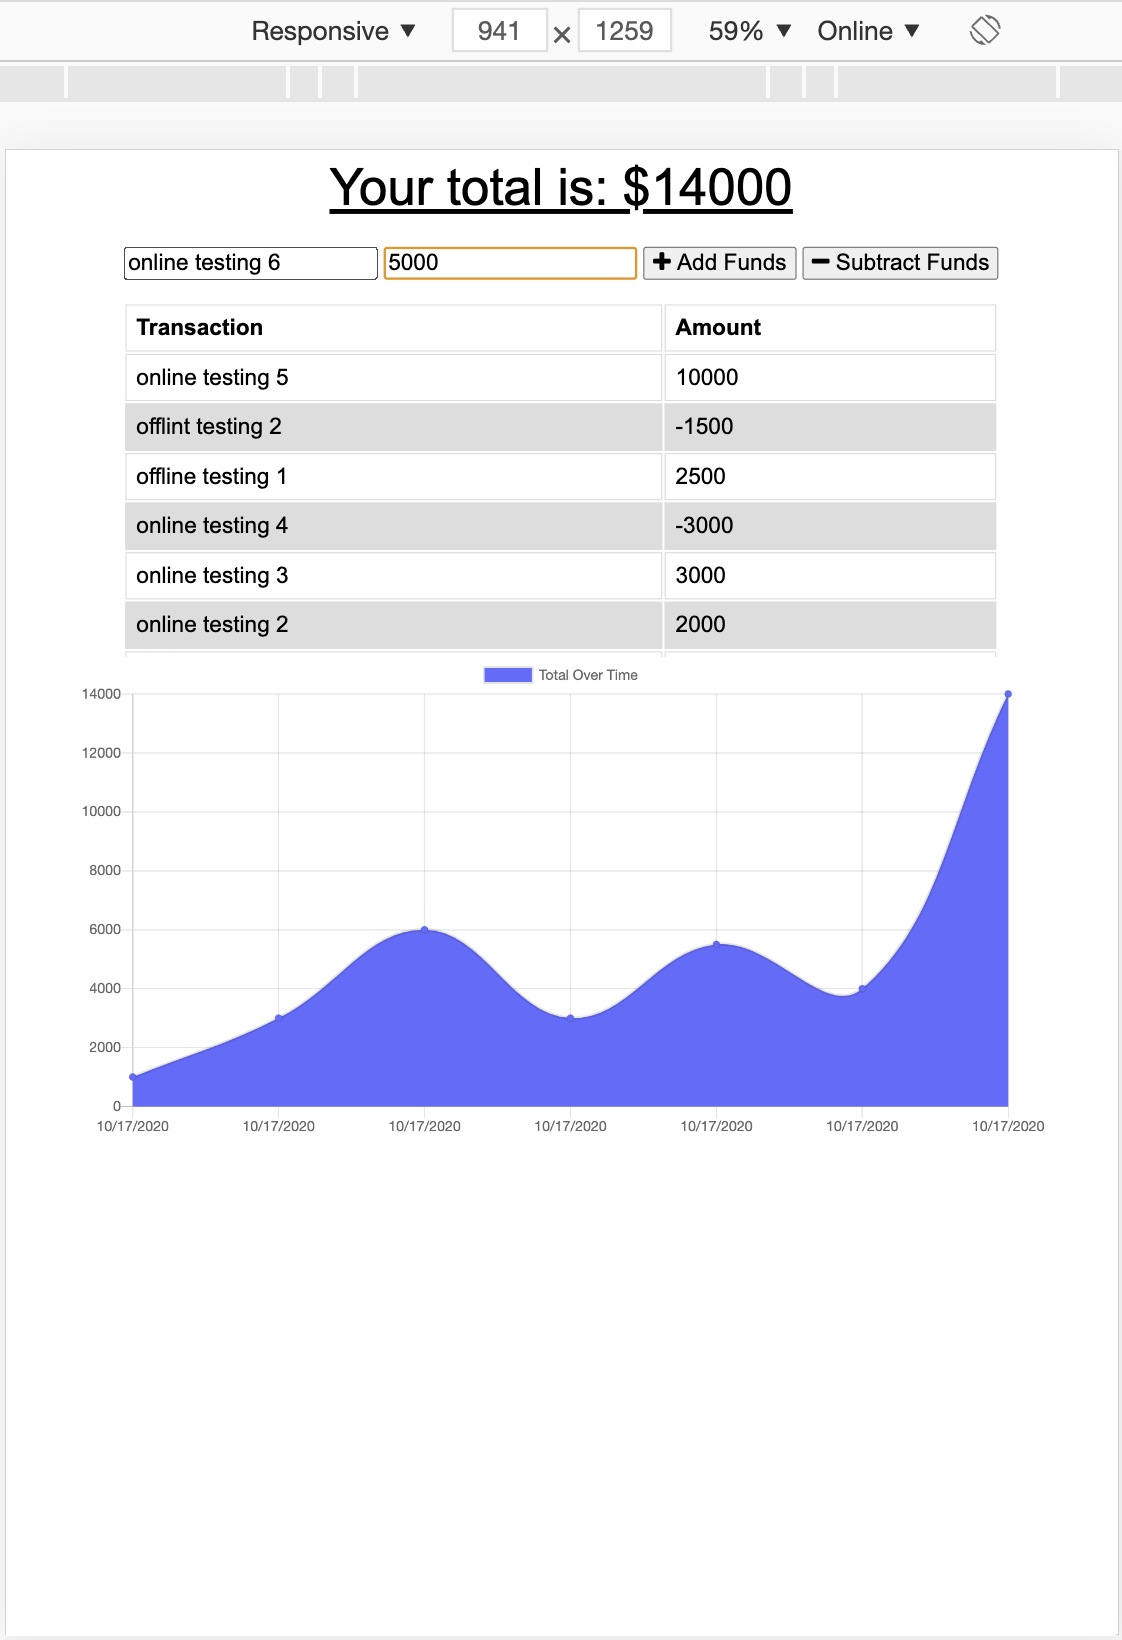 Responsive ▼ 941 × 1259 59% ▼ Online ▼
Your total is: $14000
online testing 6 5000 + Add Funds − Subtract Funds
Transaction Amount
online testing 5 10000
offlint testing 2 -1500
offline testing 1 2500
online testing 4 -3000
online testing 3 3000
online testing 2 2000
Total Over Time
14000
12000
10000
8000
6000
4000
2000
0
10/17/2020 10/17/2020 10/17/2020 10/17/2020 10/17/2020 10/17/2020 10/17/2020